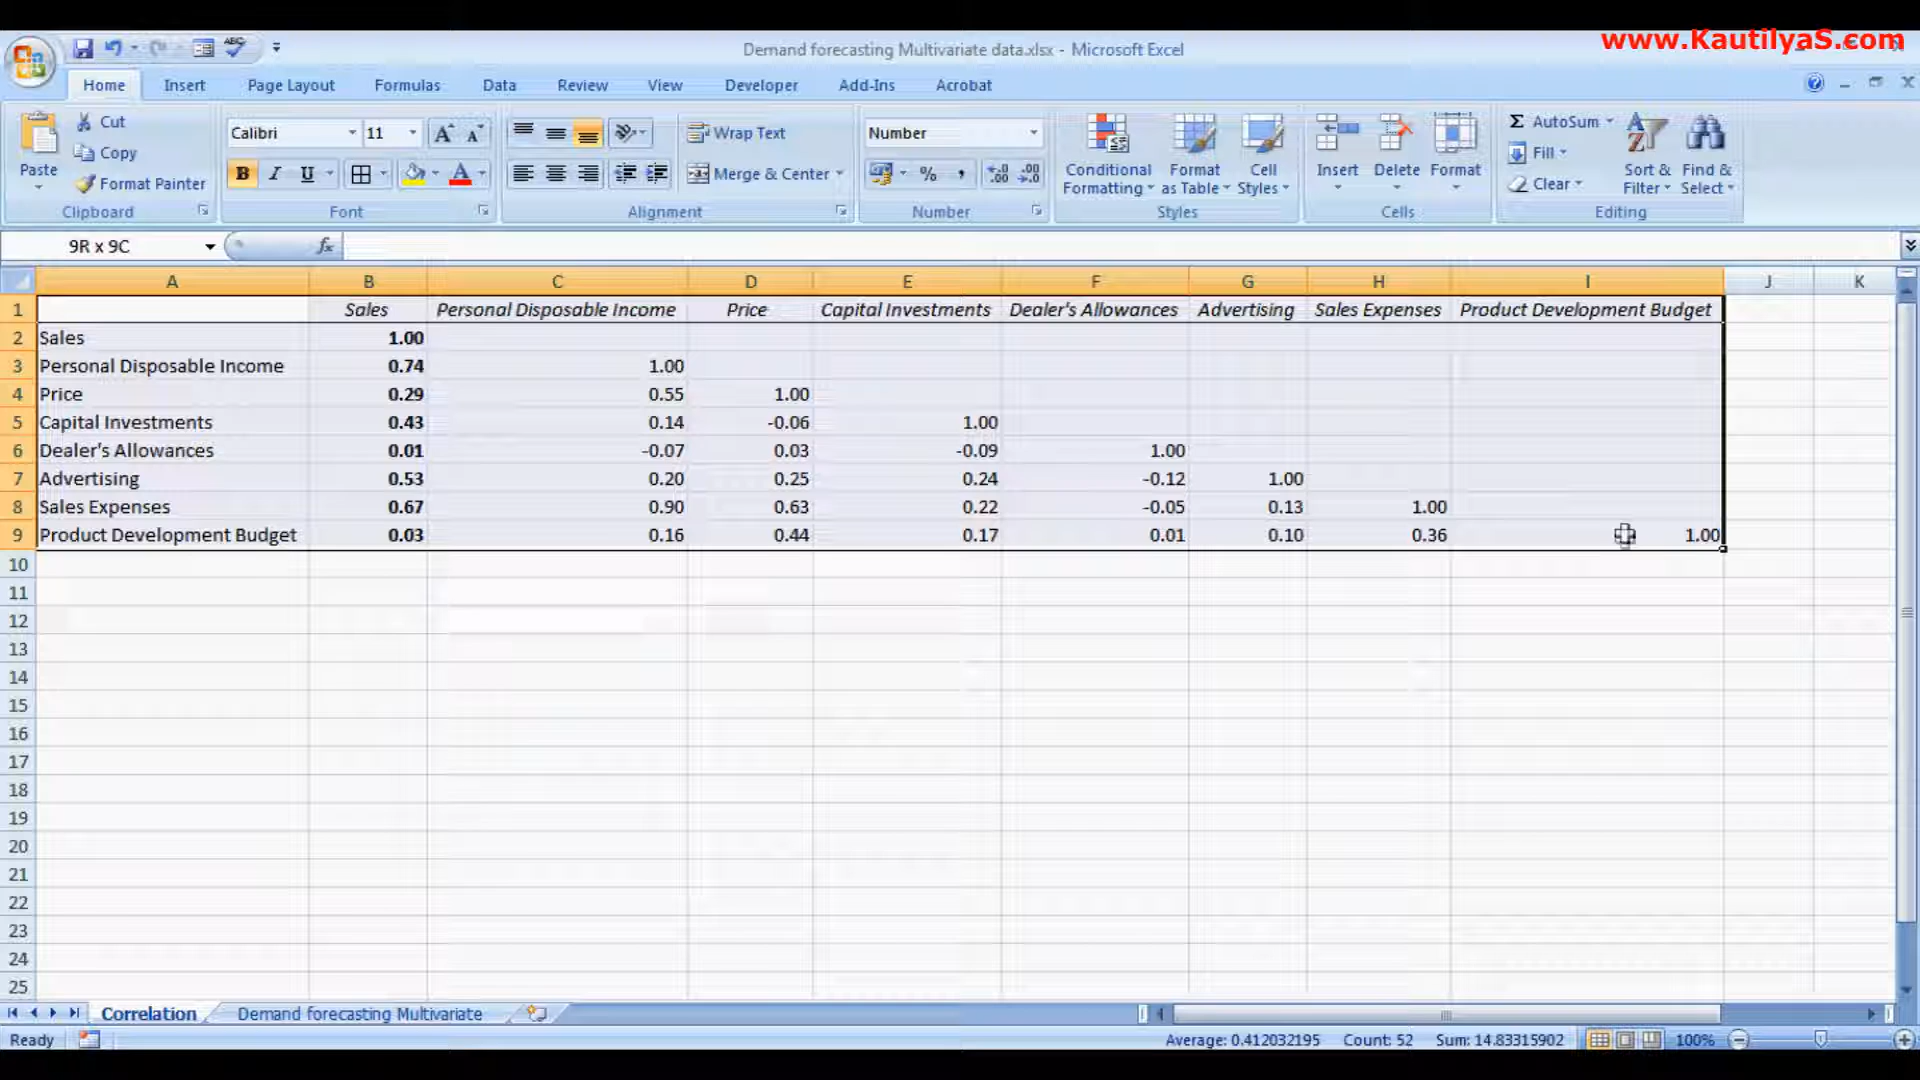 www.KautilyaS.com
Demand forecasting Multivariate data.xlsx - Microsoft Excel
Home Insert Page Layout Formulas Data Review View Developer Add-Ins Acrobat
Paste Cut Copy Format Painter Clipboard
Calibri 11 A A B I U A Font
Wrap Text Merge & Center Alignment
Number % , .0 .00 .00 .0 Number
Conditional Formatting Format as Table Cell Styles Styles
Insert Delete Format Cells
Σ AutoSum Fill Clear Sort & Filter Find & Select Editing
9R x 9C fx
A B C D E F G H I J K
1 Sales Personal Disposable Income Price Capital Investments Dealer's Allowances Advertising Sales Expenses Product Development Budget
2 Sales 1.00
3 Personal Disposable Income 0.74 1.00
4 Price 0.29 0.55 1.00
5 Capital Investments 0.43 0.14 -0.06 1.00
6 Dealer's Allowances 0.01 -0.07 0.03 -0.09 1.00
7 Advertising 0.53 0.20 0.25 0.24 -0.12 1.00
8 Sales Expenses 0.67 0.90 0.63 0.22 -0.05 0.13 1.00
9 Product Development Budget 0.03 0.16 0.44 0.17 0.01 0.10 0.36 1.00
10
11
12
13
14
15
16
17
18
19
20
21
22
23
24
25
Correlation Demand forecasting Multivariate
Ready Average: 0.412032195 Count: 52 Sum: 14.83315902 100%